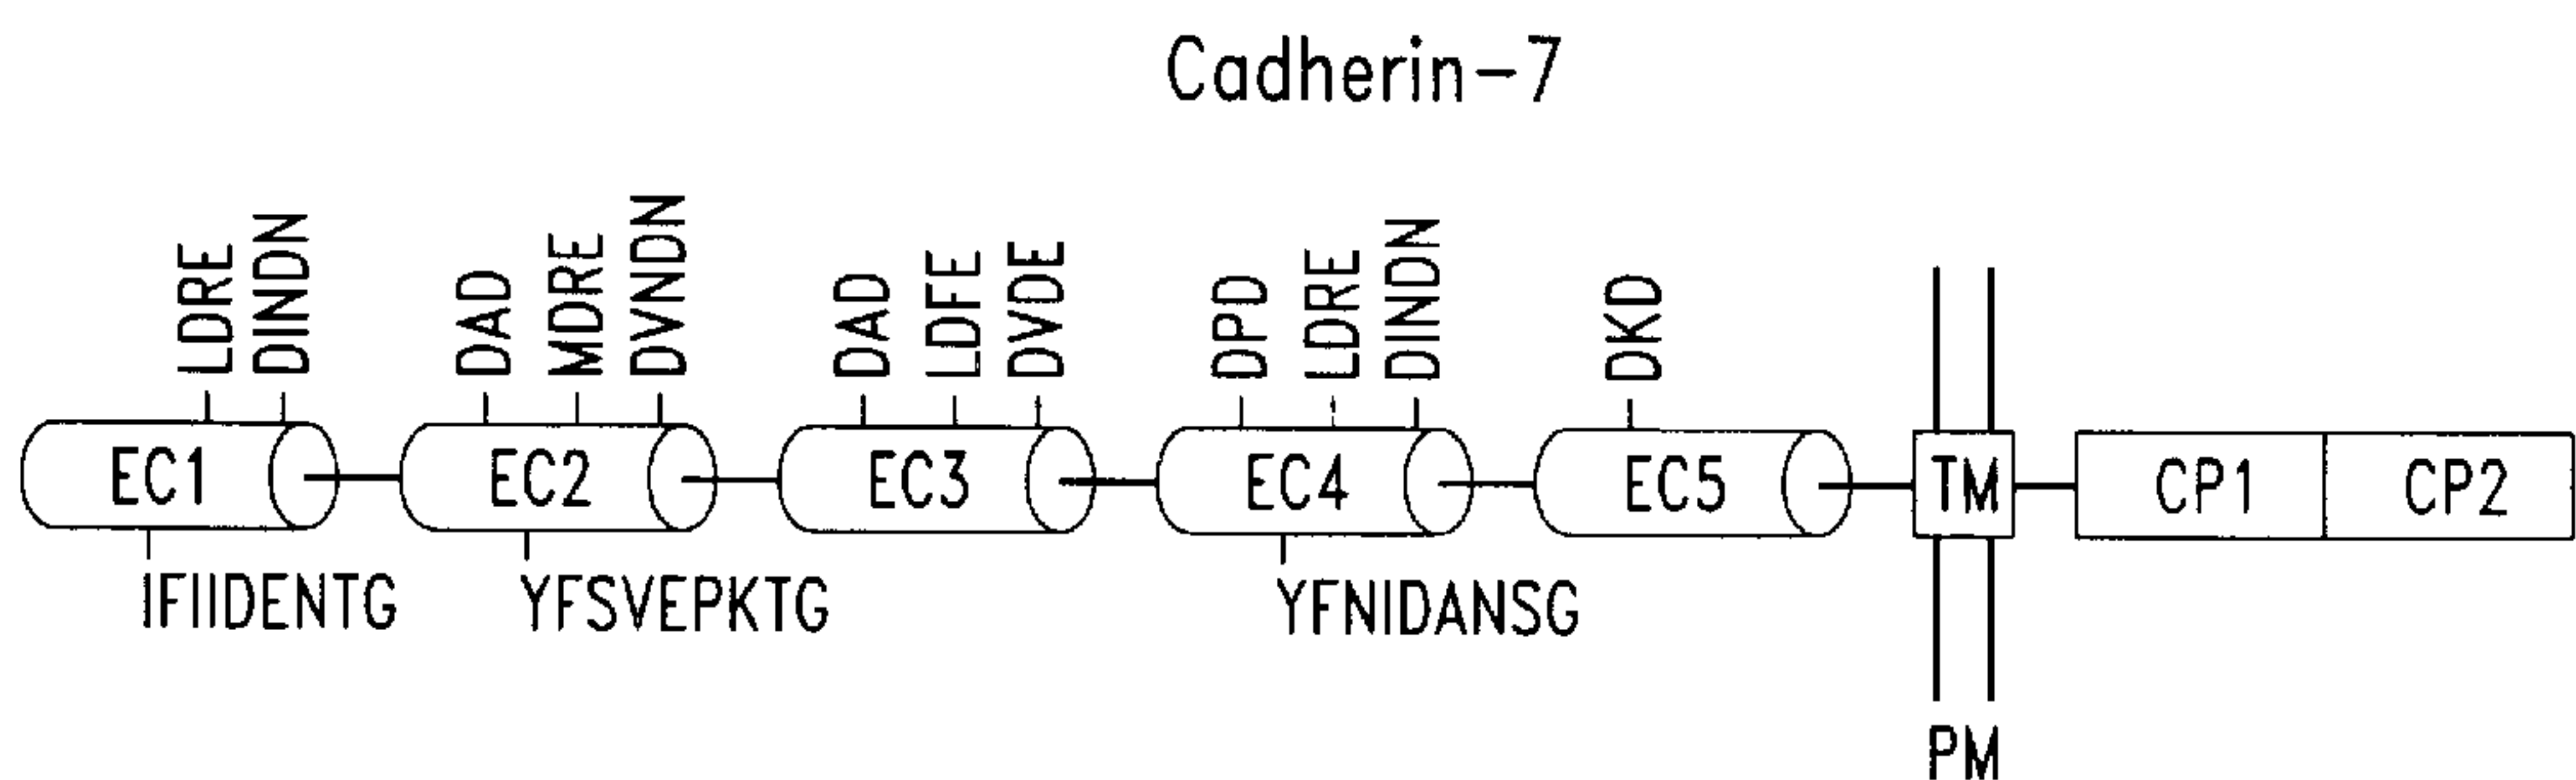 Cadherin-7
LDRE DINDN DAD MDRE DVNDN DAD LDFE DVDE DPD LDRE DINDN DKD
EC1 EC2 EC3 EC4 EC5 TM CP1 CP2
IFIIDENTG YFSVEPKTG YFNIDANSG
PM